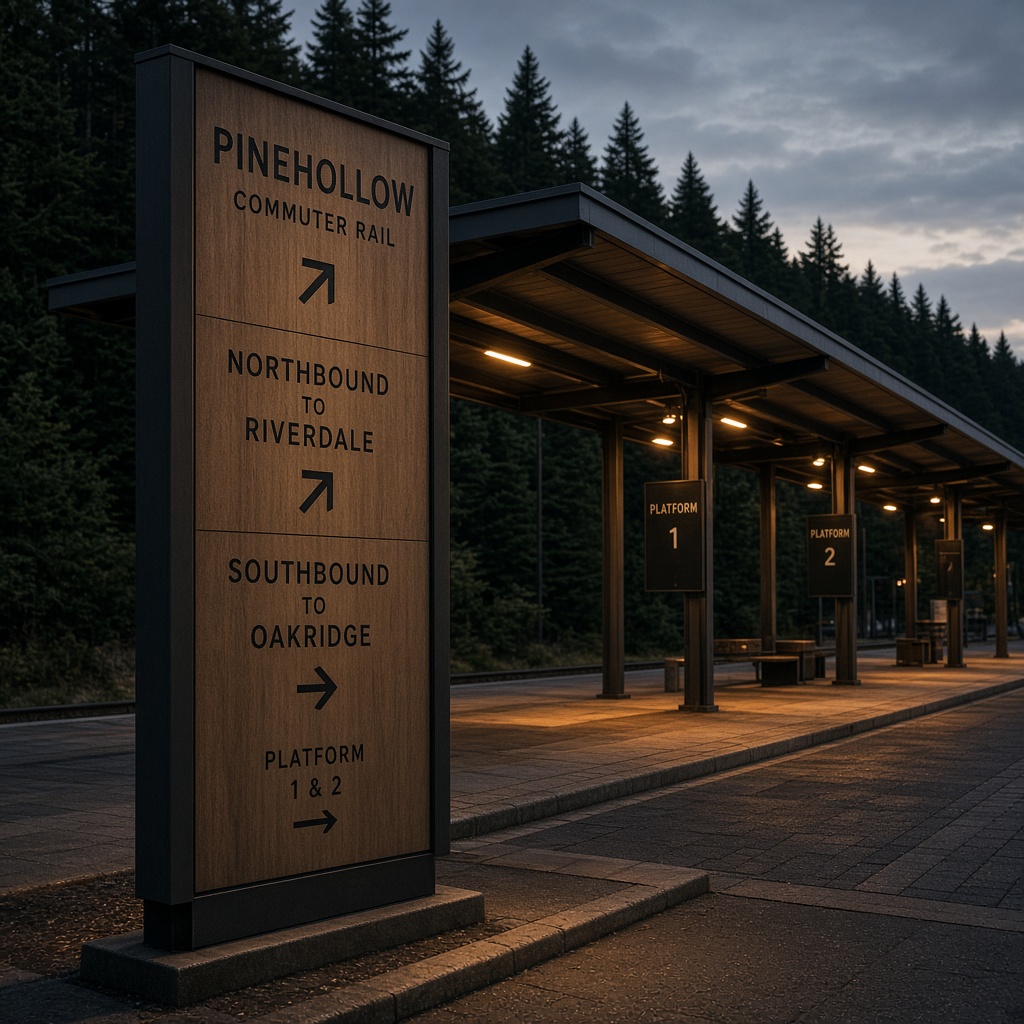 PINEHOLLOW
COMMUTER RAIL
NORTHBOUND
TO
RIVERDALE
SOUTHBOUND
TO
OAKRIDGE
PLATFORM
1 & 2
PLATFORM
1
PLATFORM
2